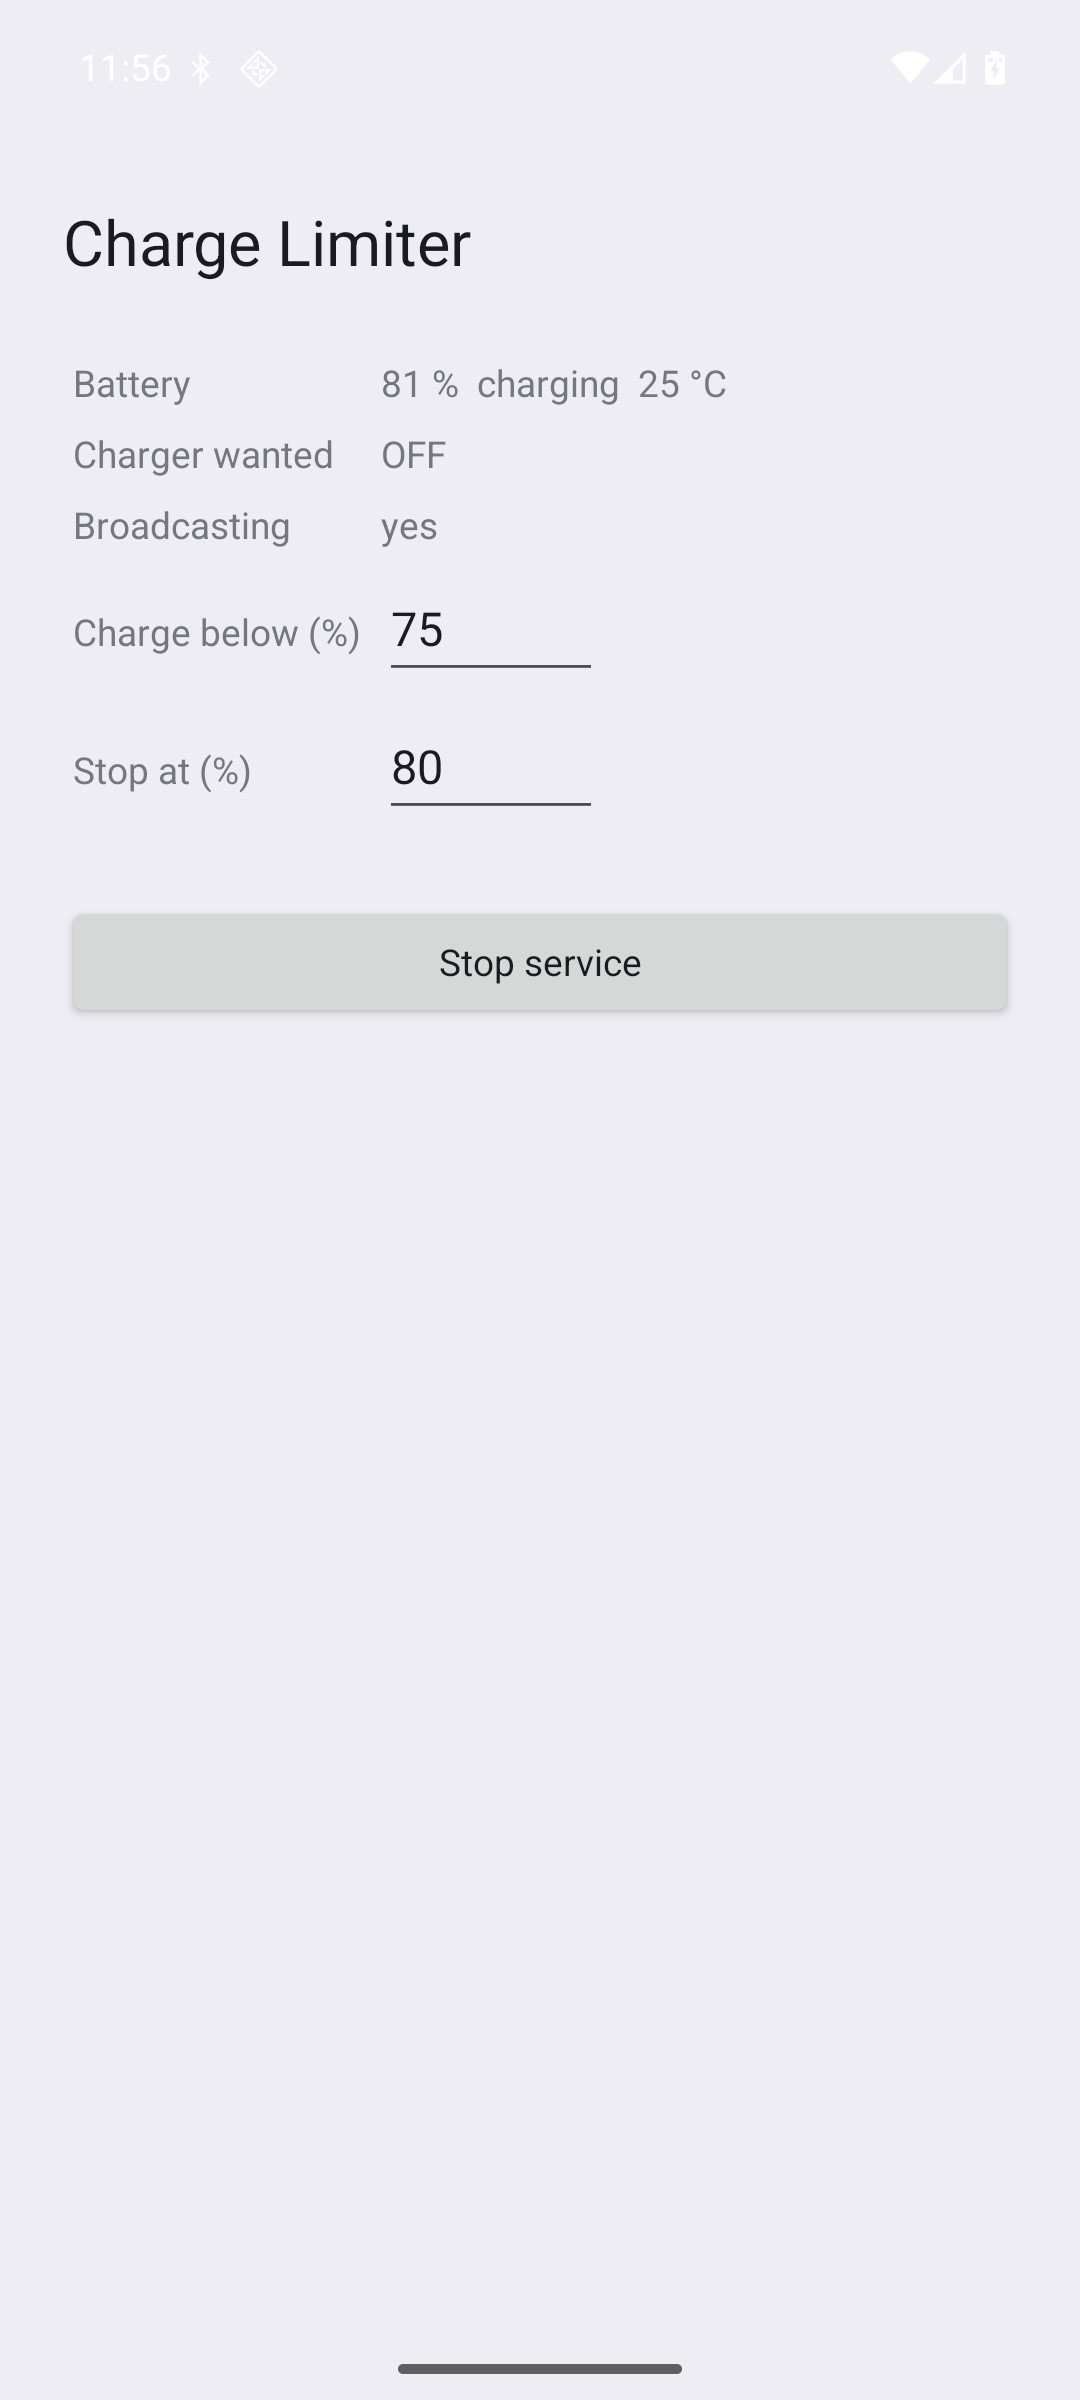 11:56
Charge Limiter
Battery 81 % charging 25 °C
Charger wanted OFF
Broadcasting yes
Charge below (%) 75
Stop at (%) 80
Stop service